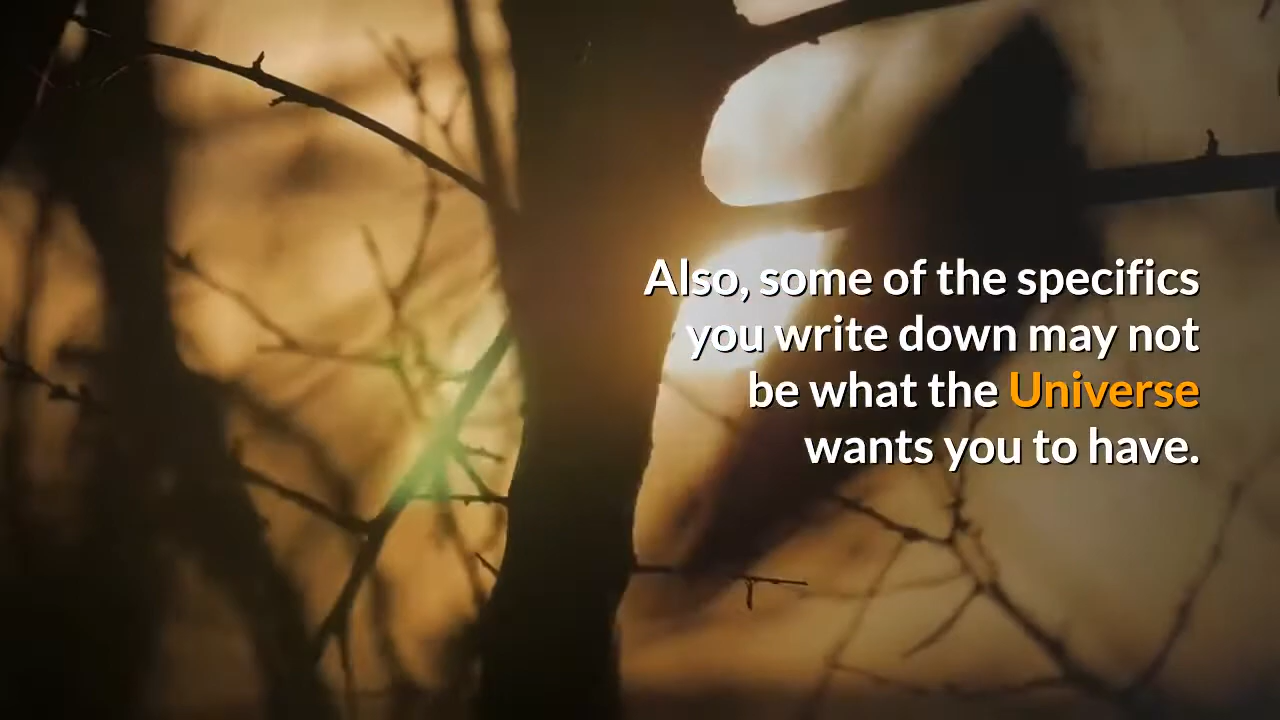 Also, some of the specifics
you write down may not
be what the Universe
wants you to have.